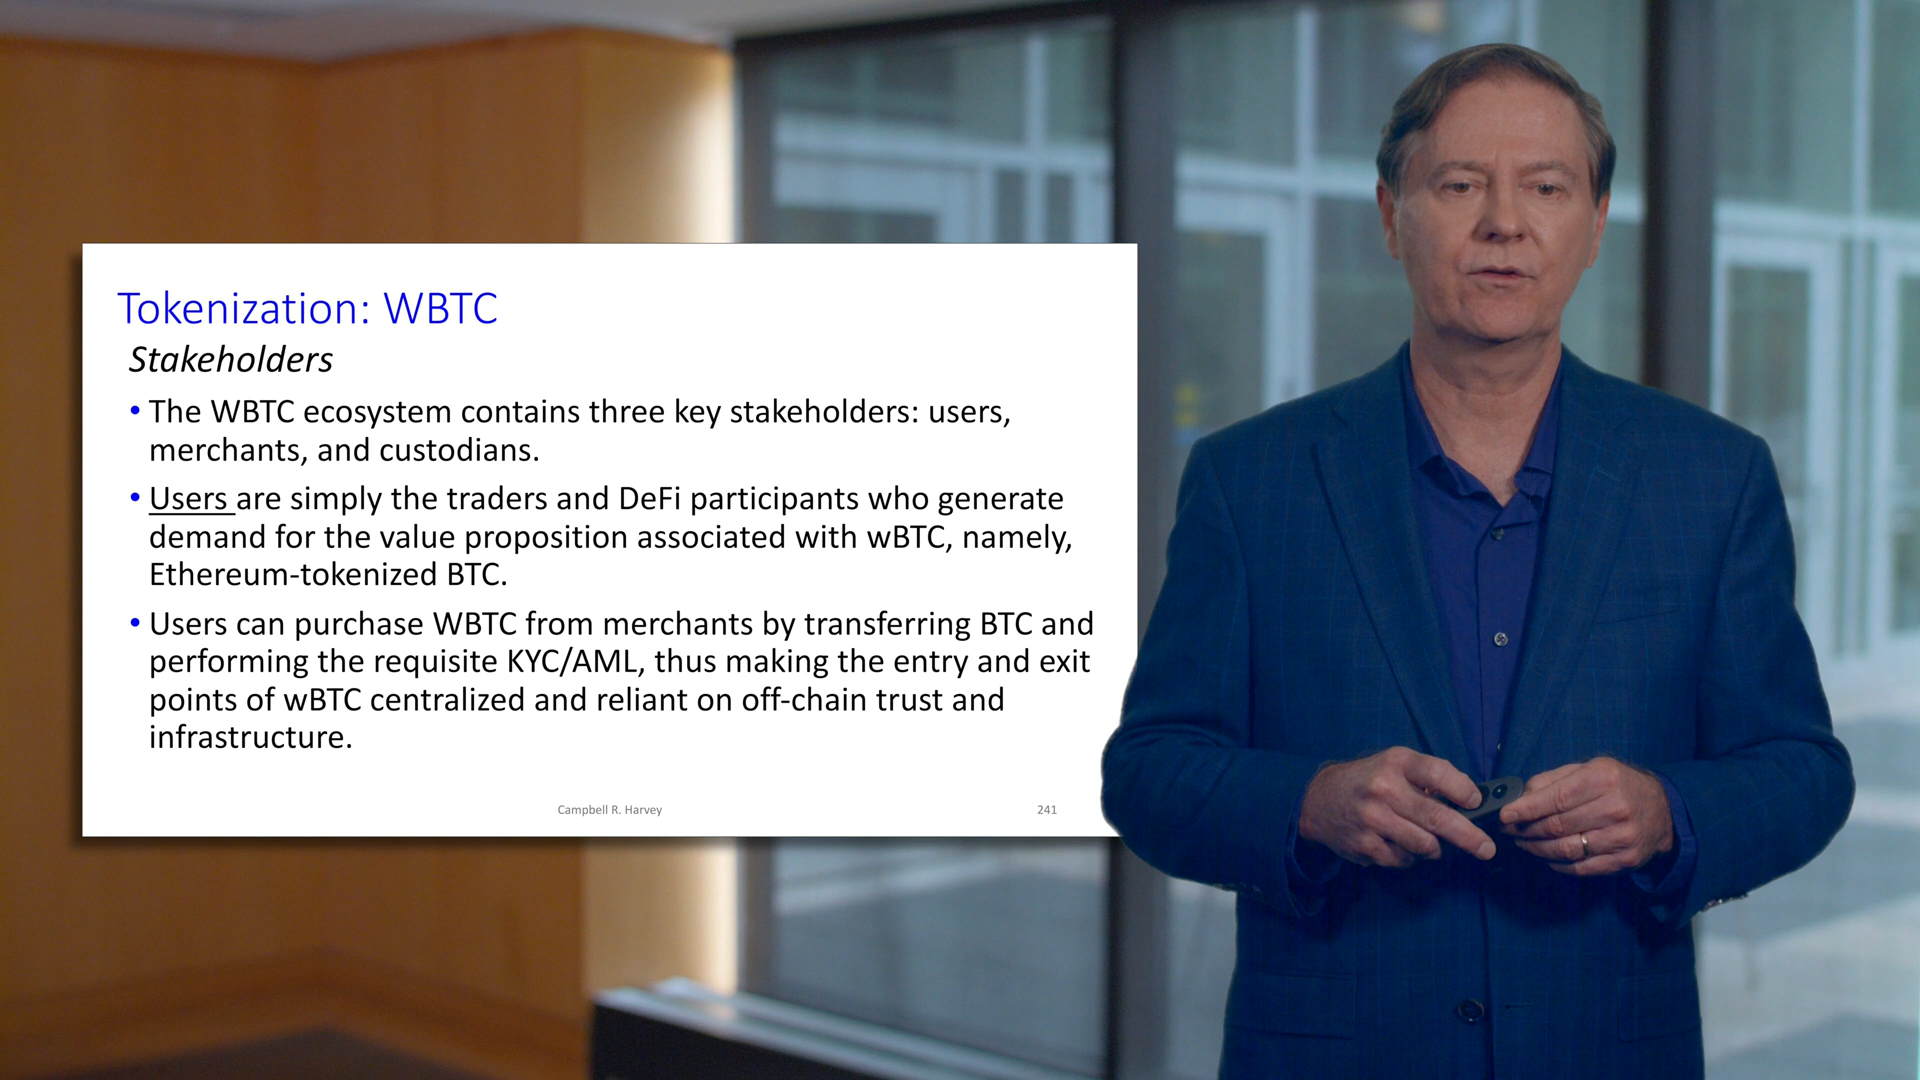 Tokenization: WBTC
Stakeholders
• The WBTC ecosystem contains three key stakeholders: users,
merchants, and custodians.
• Users are simply the traders and DeFi participants who generate
demand for the value proposition associated with wBTC, namely,
Ethereum-tokenized BTC.
• Users can purchase WBTC from merchants by transferring BTC and
performing the requisite KYC/AML, thus making the entry and exit
points of wBTC centralized and reliant on off-chain trust and
infrastructure.
Campbell R. Harvey 241